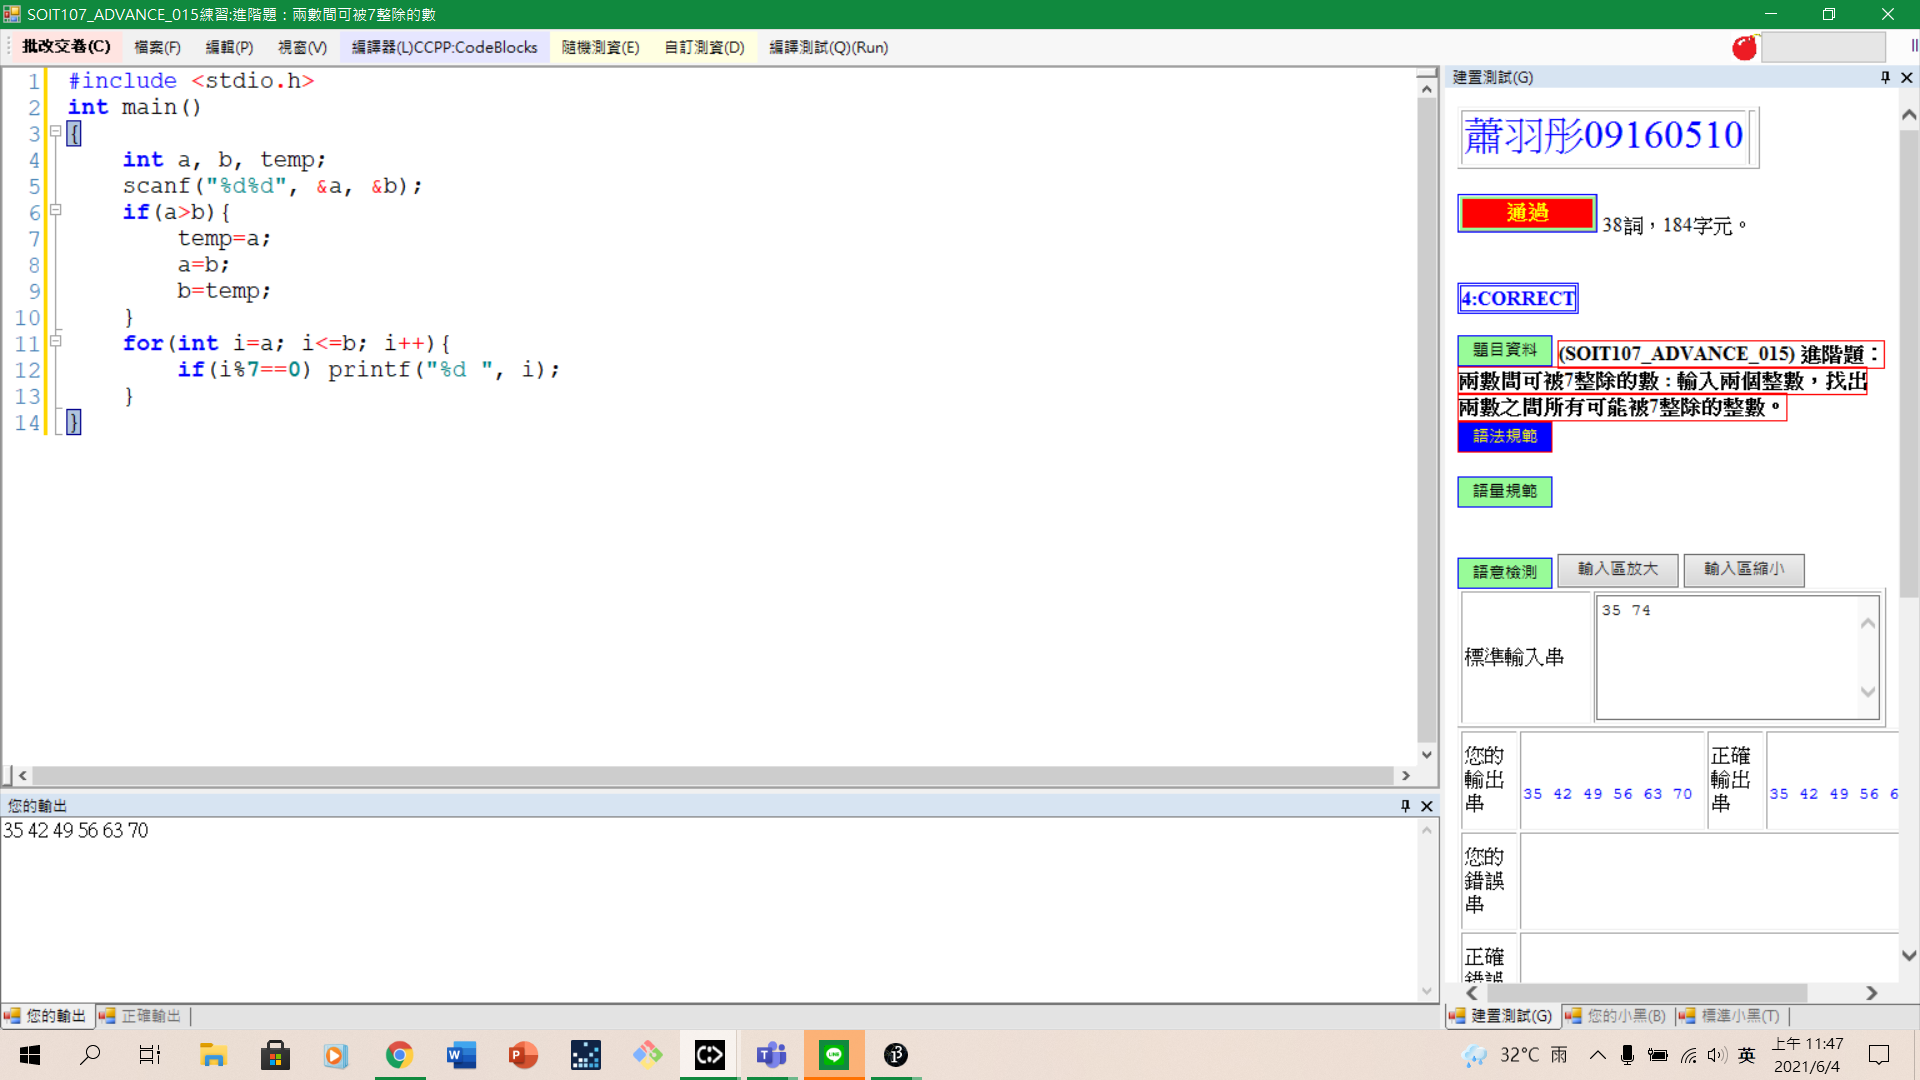 SOIT107_ADVANCE_015練習:進階題：兩數間可被7整除的數
批改交卷(C) 檔案(F) 編輯(P) 視窗(V) 編譯器(L)CCPP:CodeBlocks 隨機測資(E) 自訂測資(D) 編譯測試(Q)(Run)
1 #include <stdio.h>
2 int main()
3 {
4 int a, b, temp;
5 scanf("%d%d", &a, &b);
6 if(a>b){
7 temp=a;
8 a=b;
9 b=temp;
10 }
11 for(int i=a; i<=b; i++){
12 if(i%7==0) printf("%d ", i);
13 }
14 }
您的輸出
35 42 49 56 63 70
您的輸出 正確輸出
建置測試(G)
蕭羽彤09160510
通過 38詞，184字元。
4:CORRECT
題目資料 (SOIT107_ADVANCE_015) 進階題：
兩數間可被7整除的數：輸入兩個整數，找出
兩數之間所有可能被7整除的整數。
語法規範
語量規範
語意檢測 輸入區放大 輸入區縮小
標準輸入串 35 74
您的輸出串 35 42 49 56 63 70 正確輸出串 35 42 49 56 6
您的錯誤串
正確錯誤
建置測試(G) 您的小黑(B) 標準小黑(T)
32°C 雨 英 上午 11:47
2021/6/4